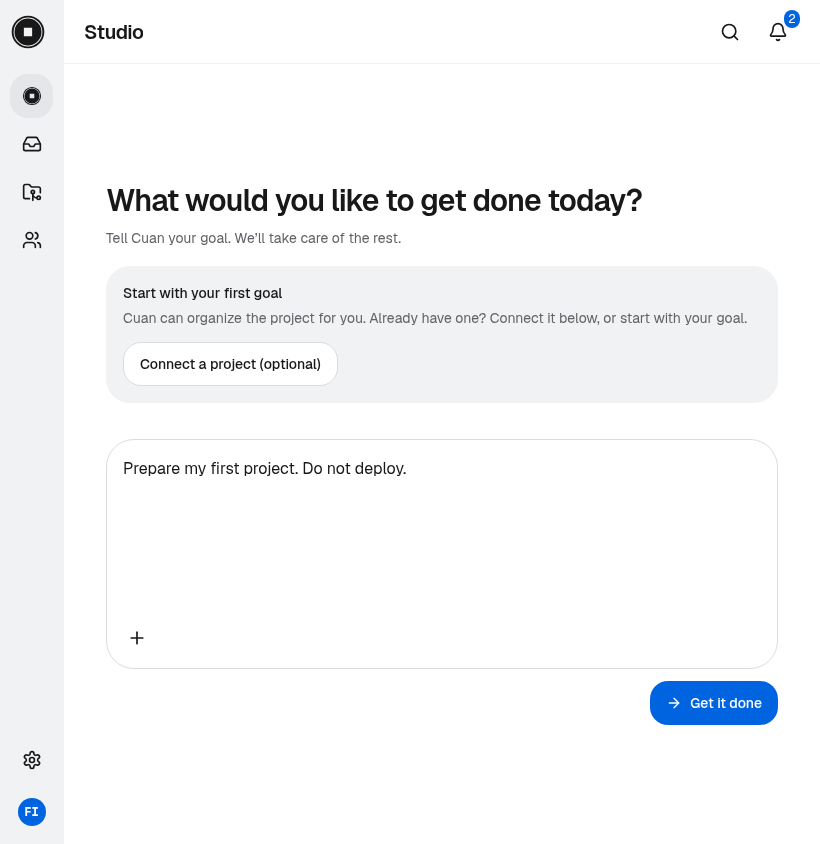 Studio
2
What would you like to get done today?
Tell Cuan your goal. We’ll take care of the rest.
Start with your first goal
Cuan can organize the project for you. Already have one? Connect it below, or start with your goal.
Connect a project (optional)
Prepare my first project. Do not deploy.
Get it done
FI